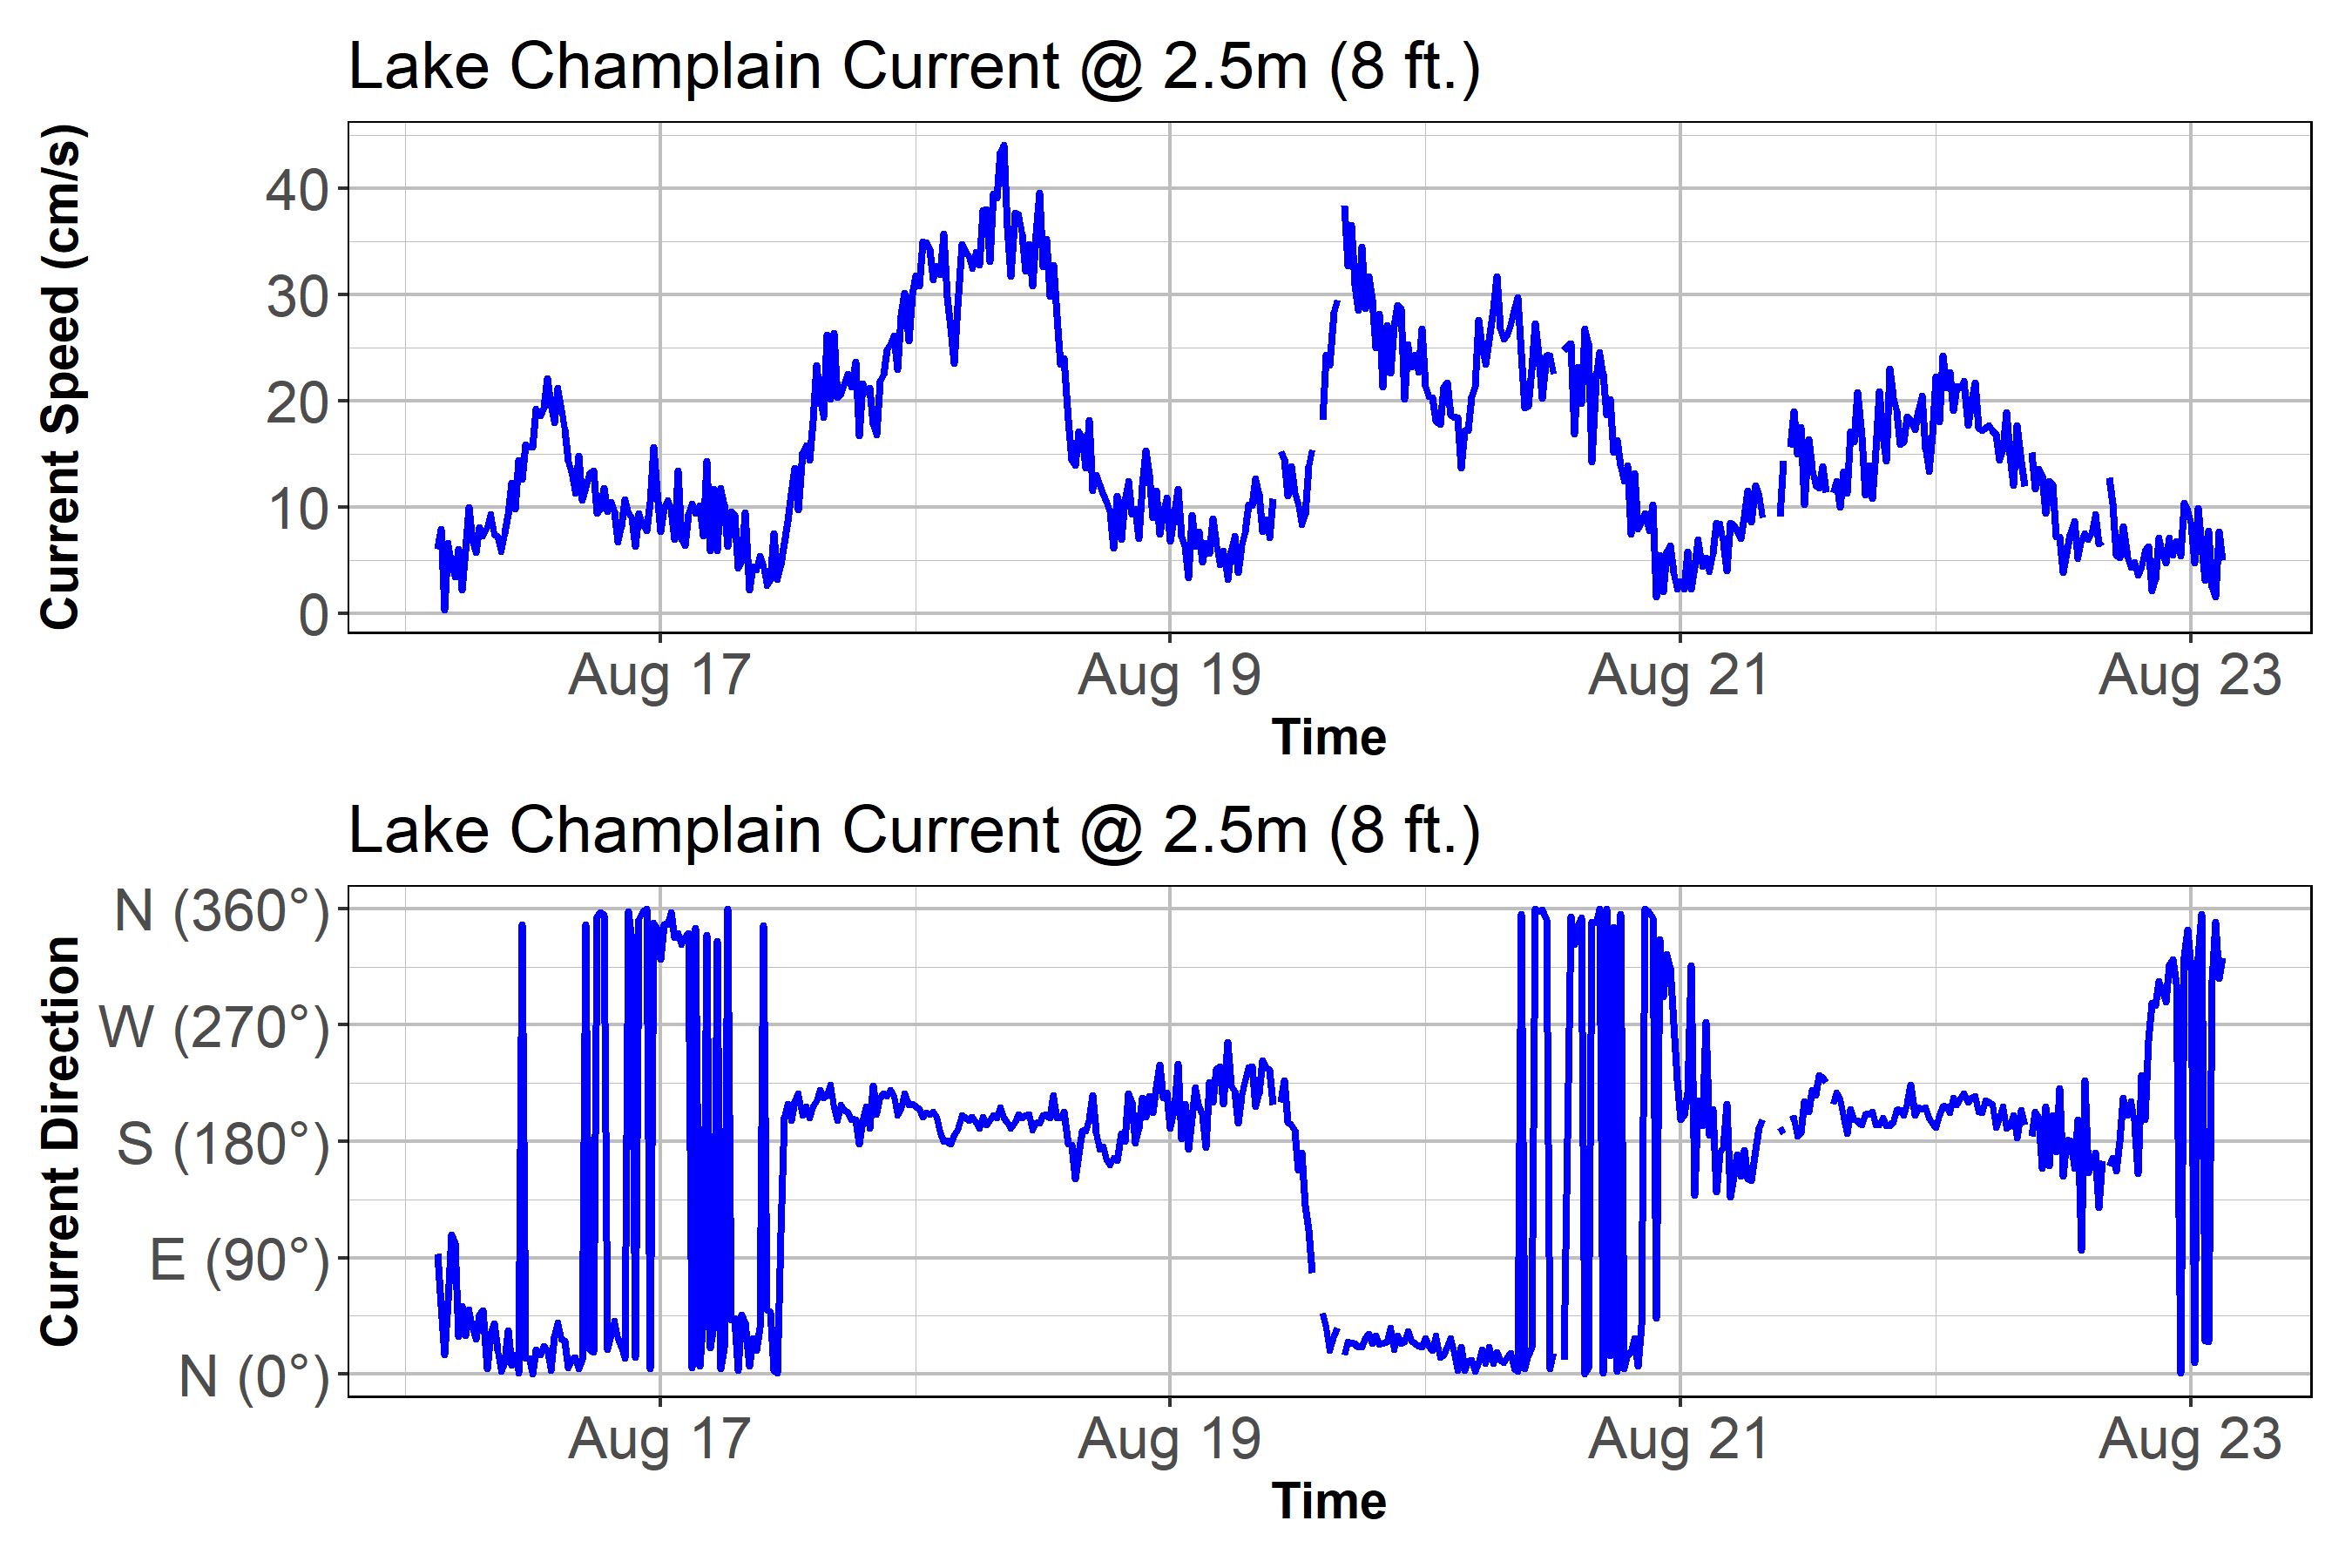 Lake Champlain Current @ 2.5m (8 ft.)
Current Speed (cm/s)
40
30
20
10
0
Aug 17 Aug 19 Aug 21 Aug 23
Time
Lake Champlain Current @ 2.5m (8 ft.)
Current Direction
N (360°)
W (270°)
S (180°)
E (90°)
N (0°)
Aug 17 Aug 19 Aug 21 Aug 23
Time